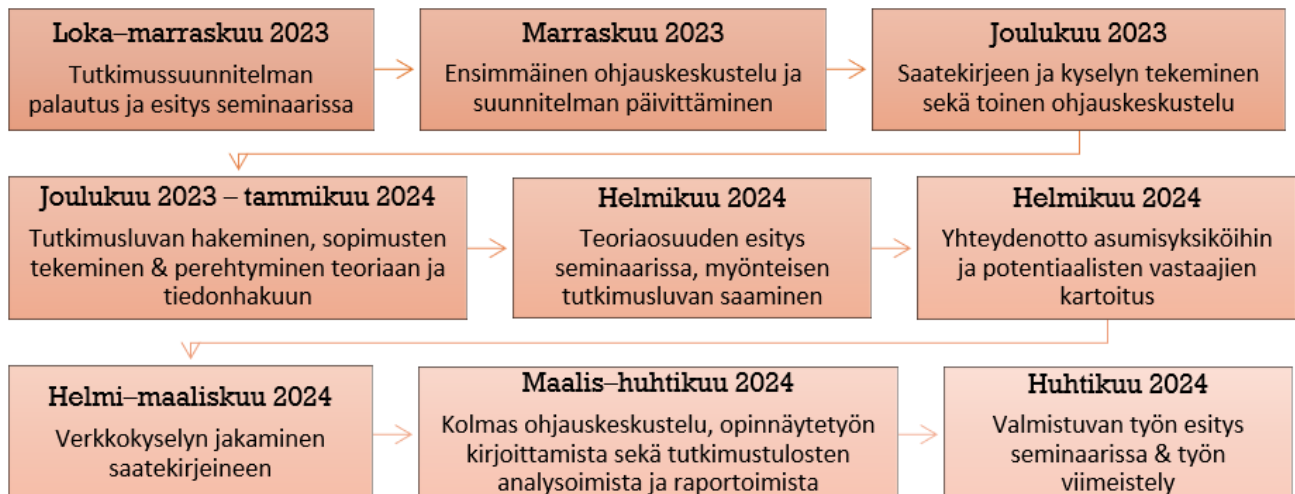 Loka–marraskuu 2023
Tutkimussuunnitelman
palautus ja esitys seminaarissa
Marraskuu 2023
Ensimmäinen ohjauskeskustelu ja
suunnitelman päivittäminen
Joulukuu 2023
Saatekirjeen ja kyselyn tekeminen
sekä toinen ohjauskeskustelu
Joulukuu 2023 – tammikuu 2024
Tutkimusluvan hakeminen, sopimusten
tekeminen & perehtyminen teoriaan ja
tiedonhakuun
Helmikuu 2024
Teoriaosuuden esitys
seminaarissa, myönteisen
tutkimusluvan saaminen
Helmikuu 2024
Yhteydenotto asumisyksiköihin
ja potentiaalisten vastaajien
kartoitus
Helmi–maaliskuu 2024
Verkkokyselyn jakaminen
saatekirjeineen
Maalis–huhtikuu 2024
Kolmas ohjauskeskustelu, opinnäytetyön
kirjoittamista sekä tutkimustulosten
analysoimista ja raportoimista
Huhtikuu 2024
Valmistuvan työn esitys
seminaarissa & työn
viimeistely